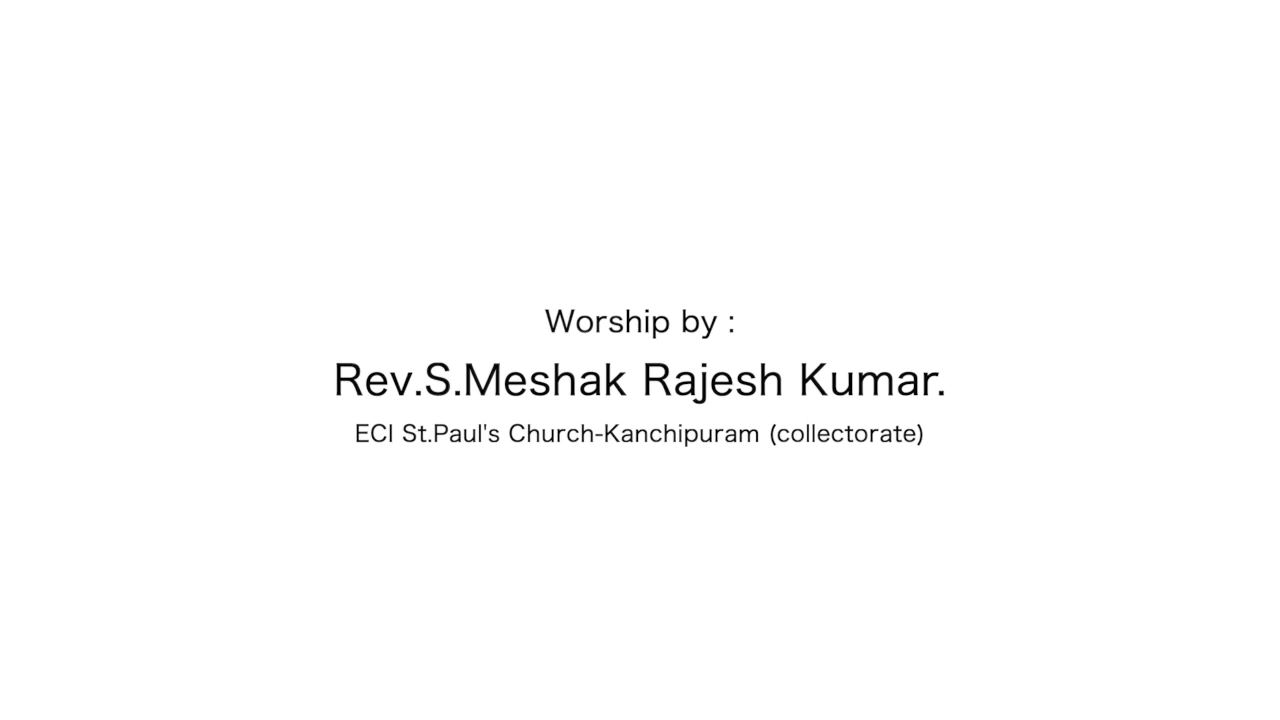 Worship by :
Rev.S.Meshak Rajesh Kumar.
ECI St.Paul's Church-Kanchipuram (collectorate)